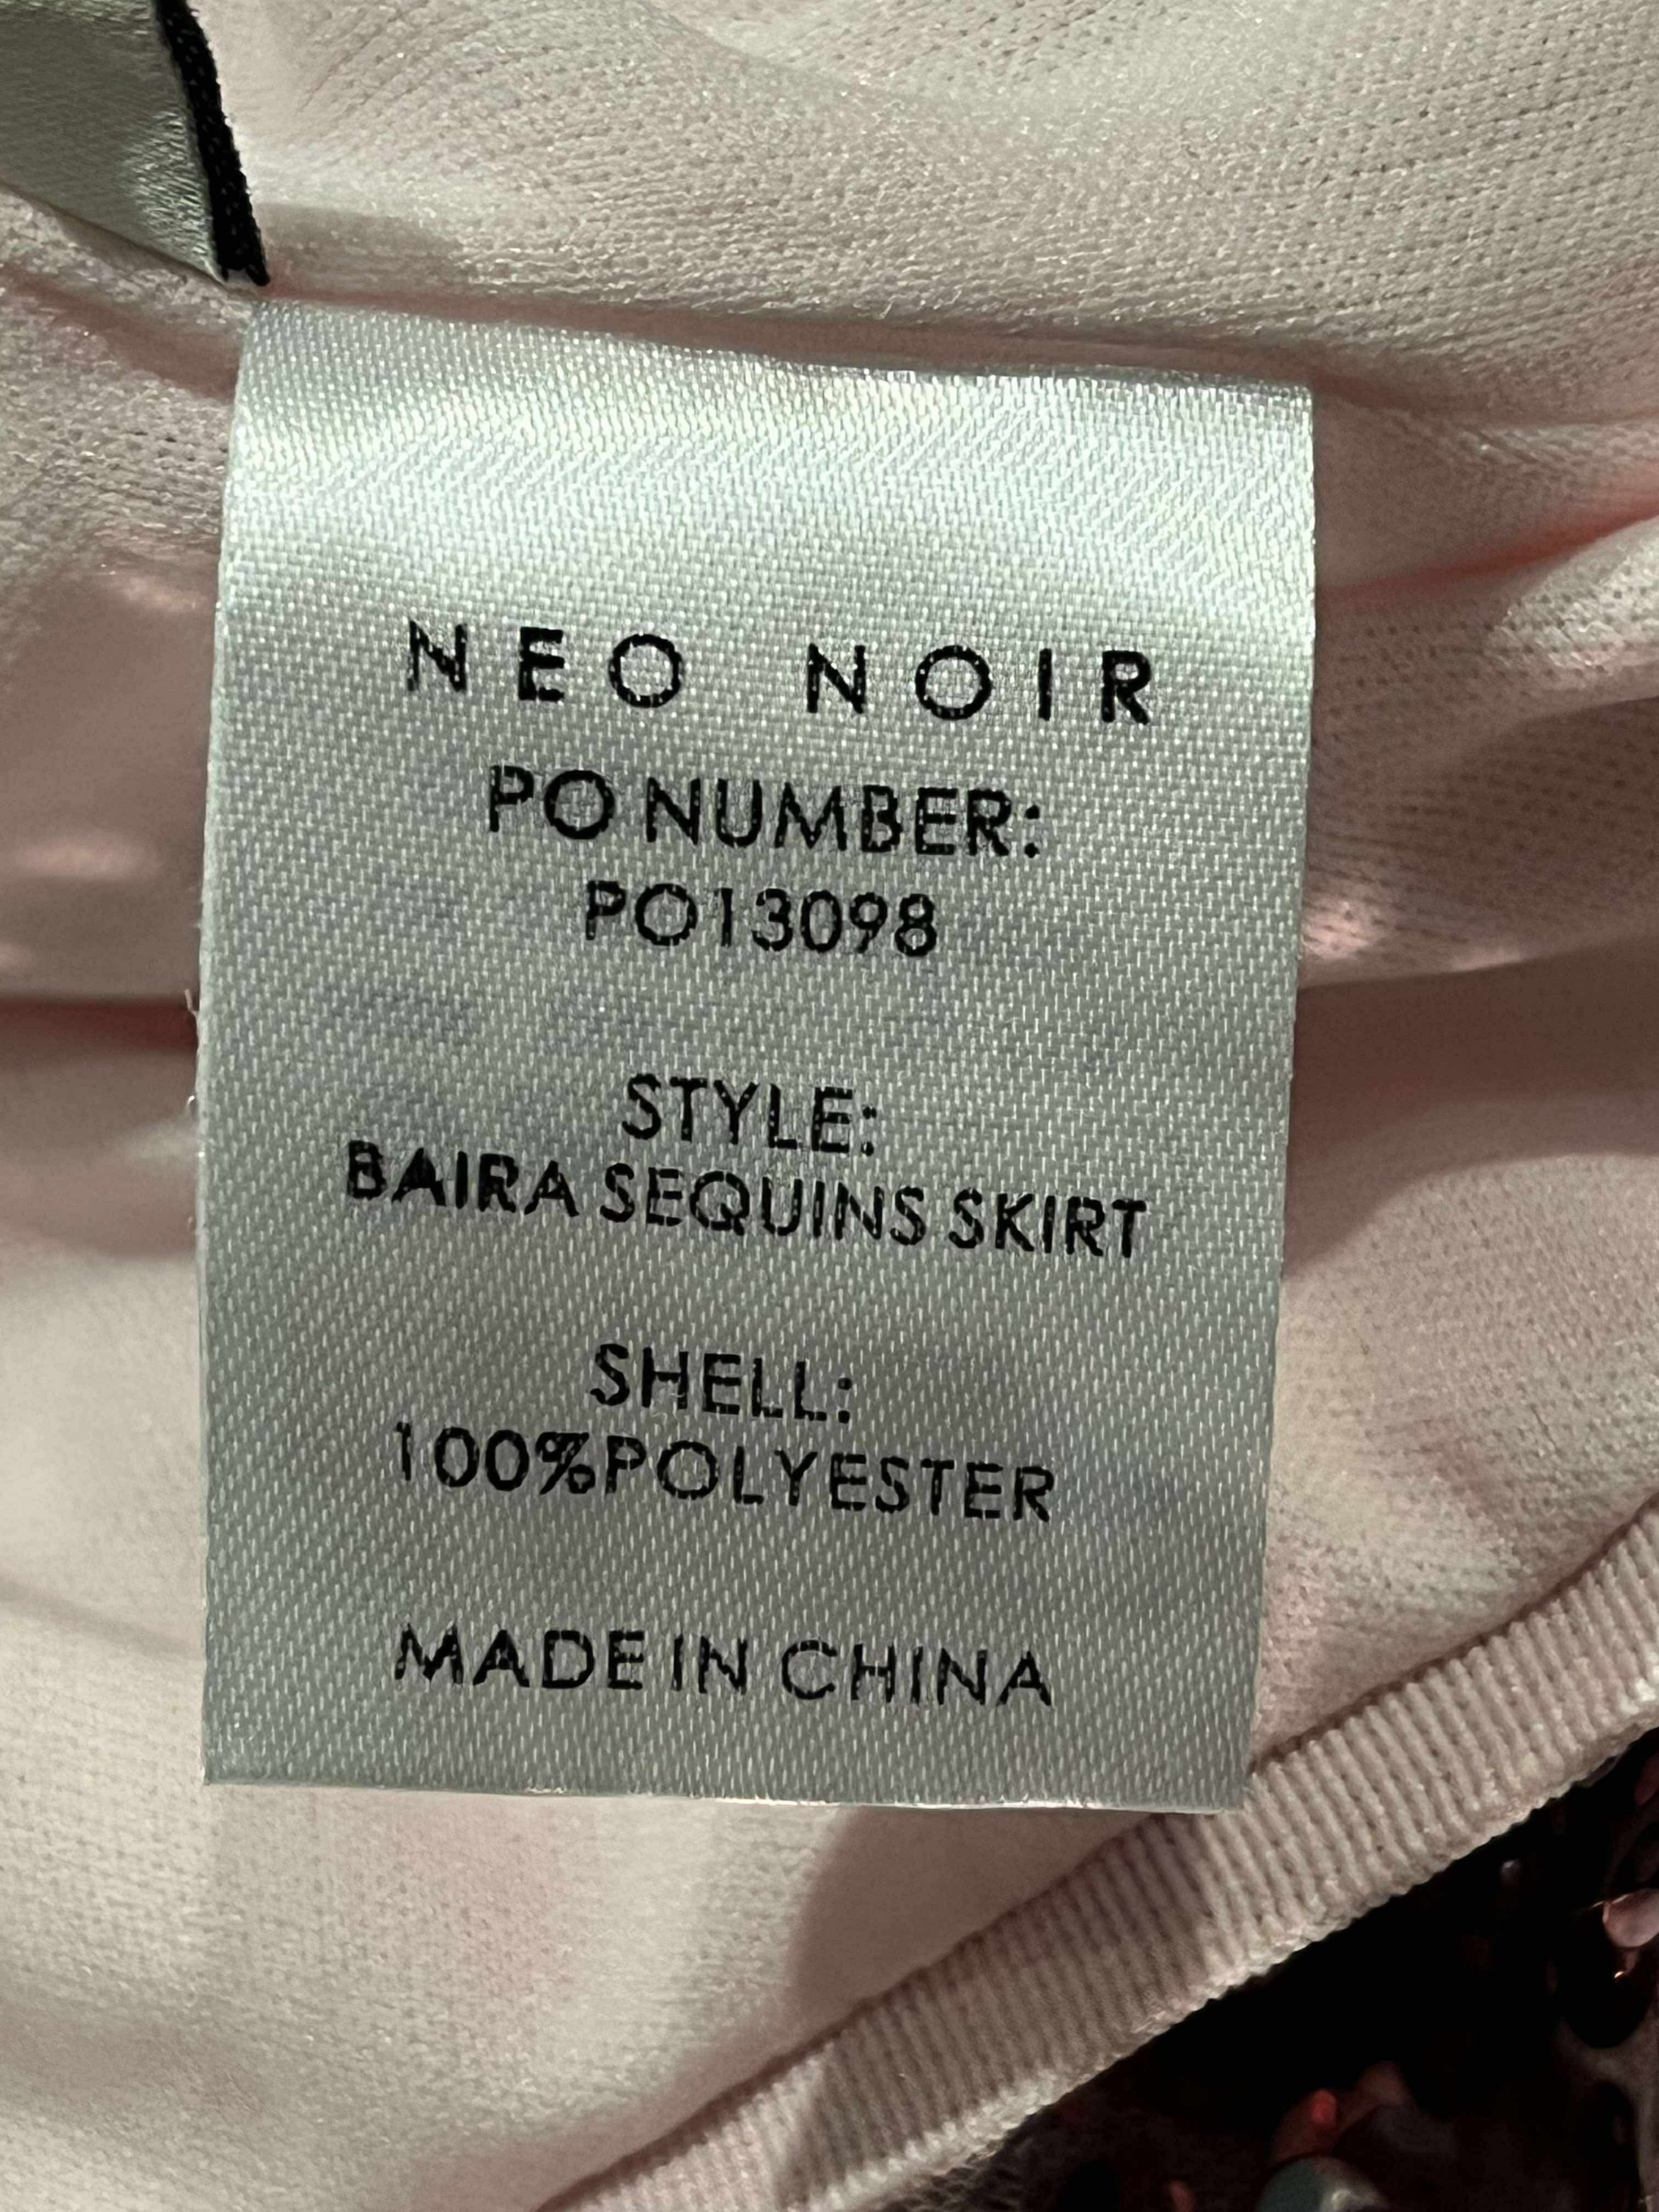 NEO NOIR
PO NUMBER:
PO13098
STYLE:
BAIRA SEQUINS SKIRT
SHELL:
100%POLYESTER
MADE IN CHINA